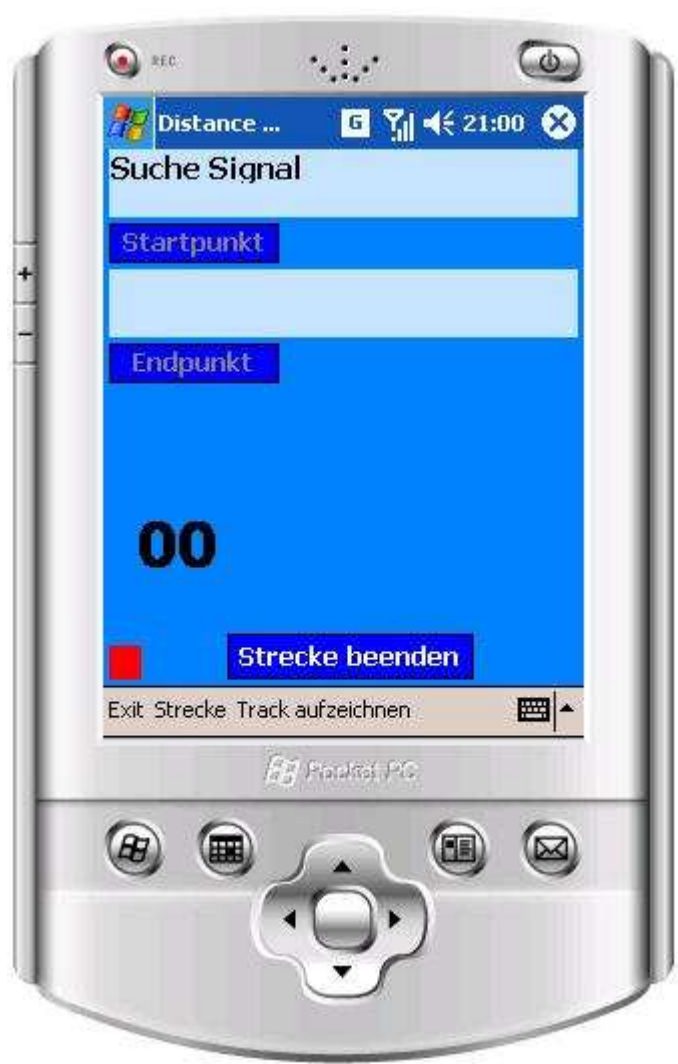 REC
Distance ... G 21:00
Suche Signal
Startpunkt
Endpunkt
00
Strecke beenden
Exit Strecke Track aufzeichnen
Pocket PC